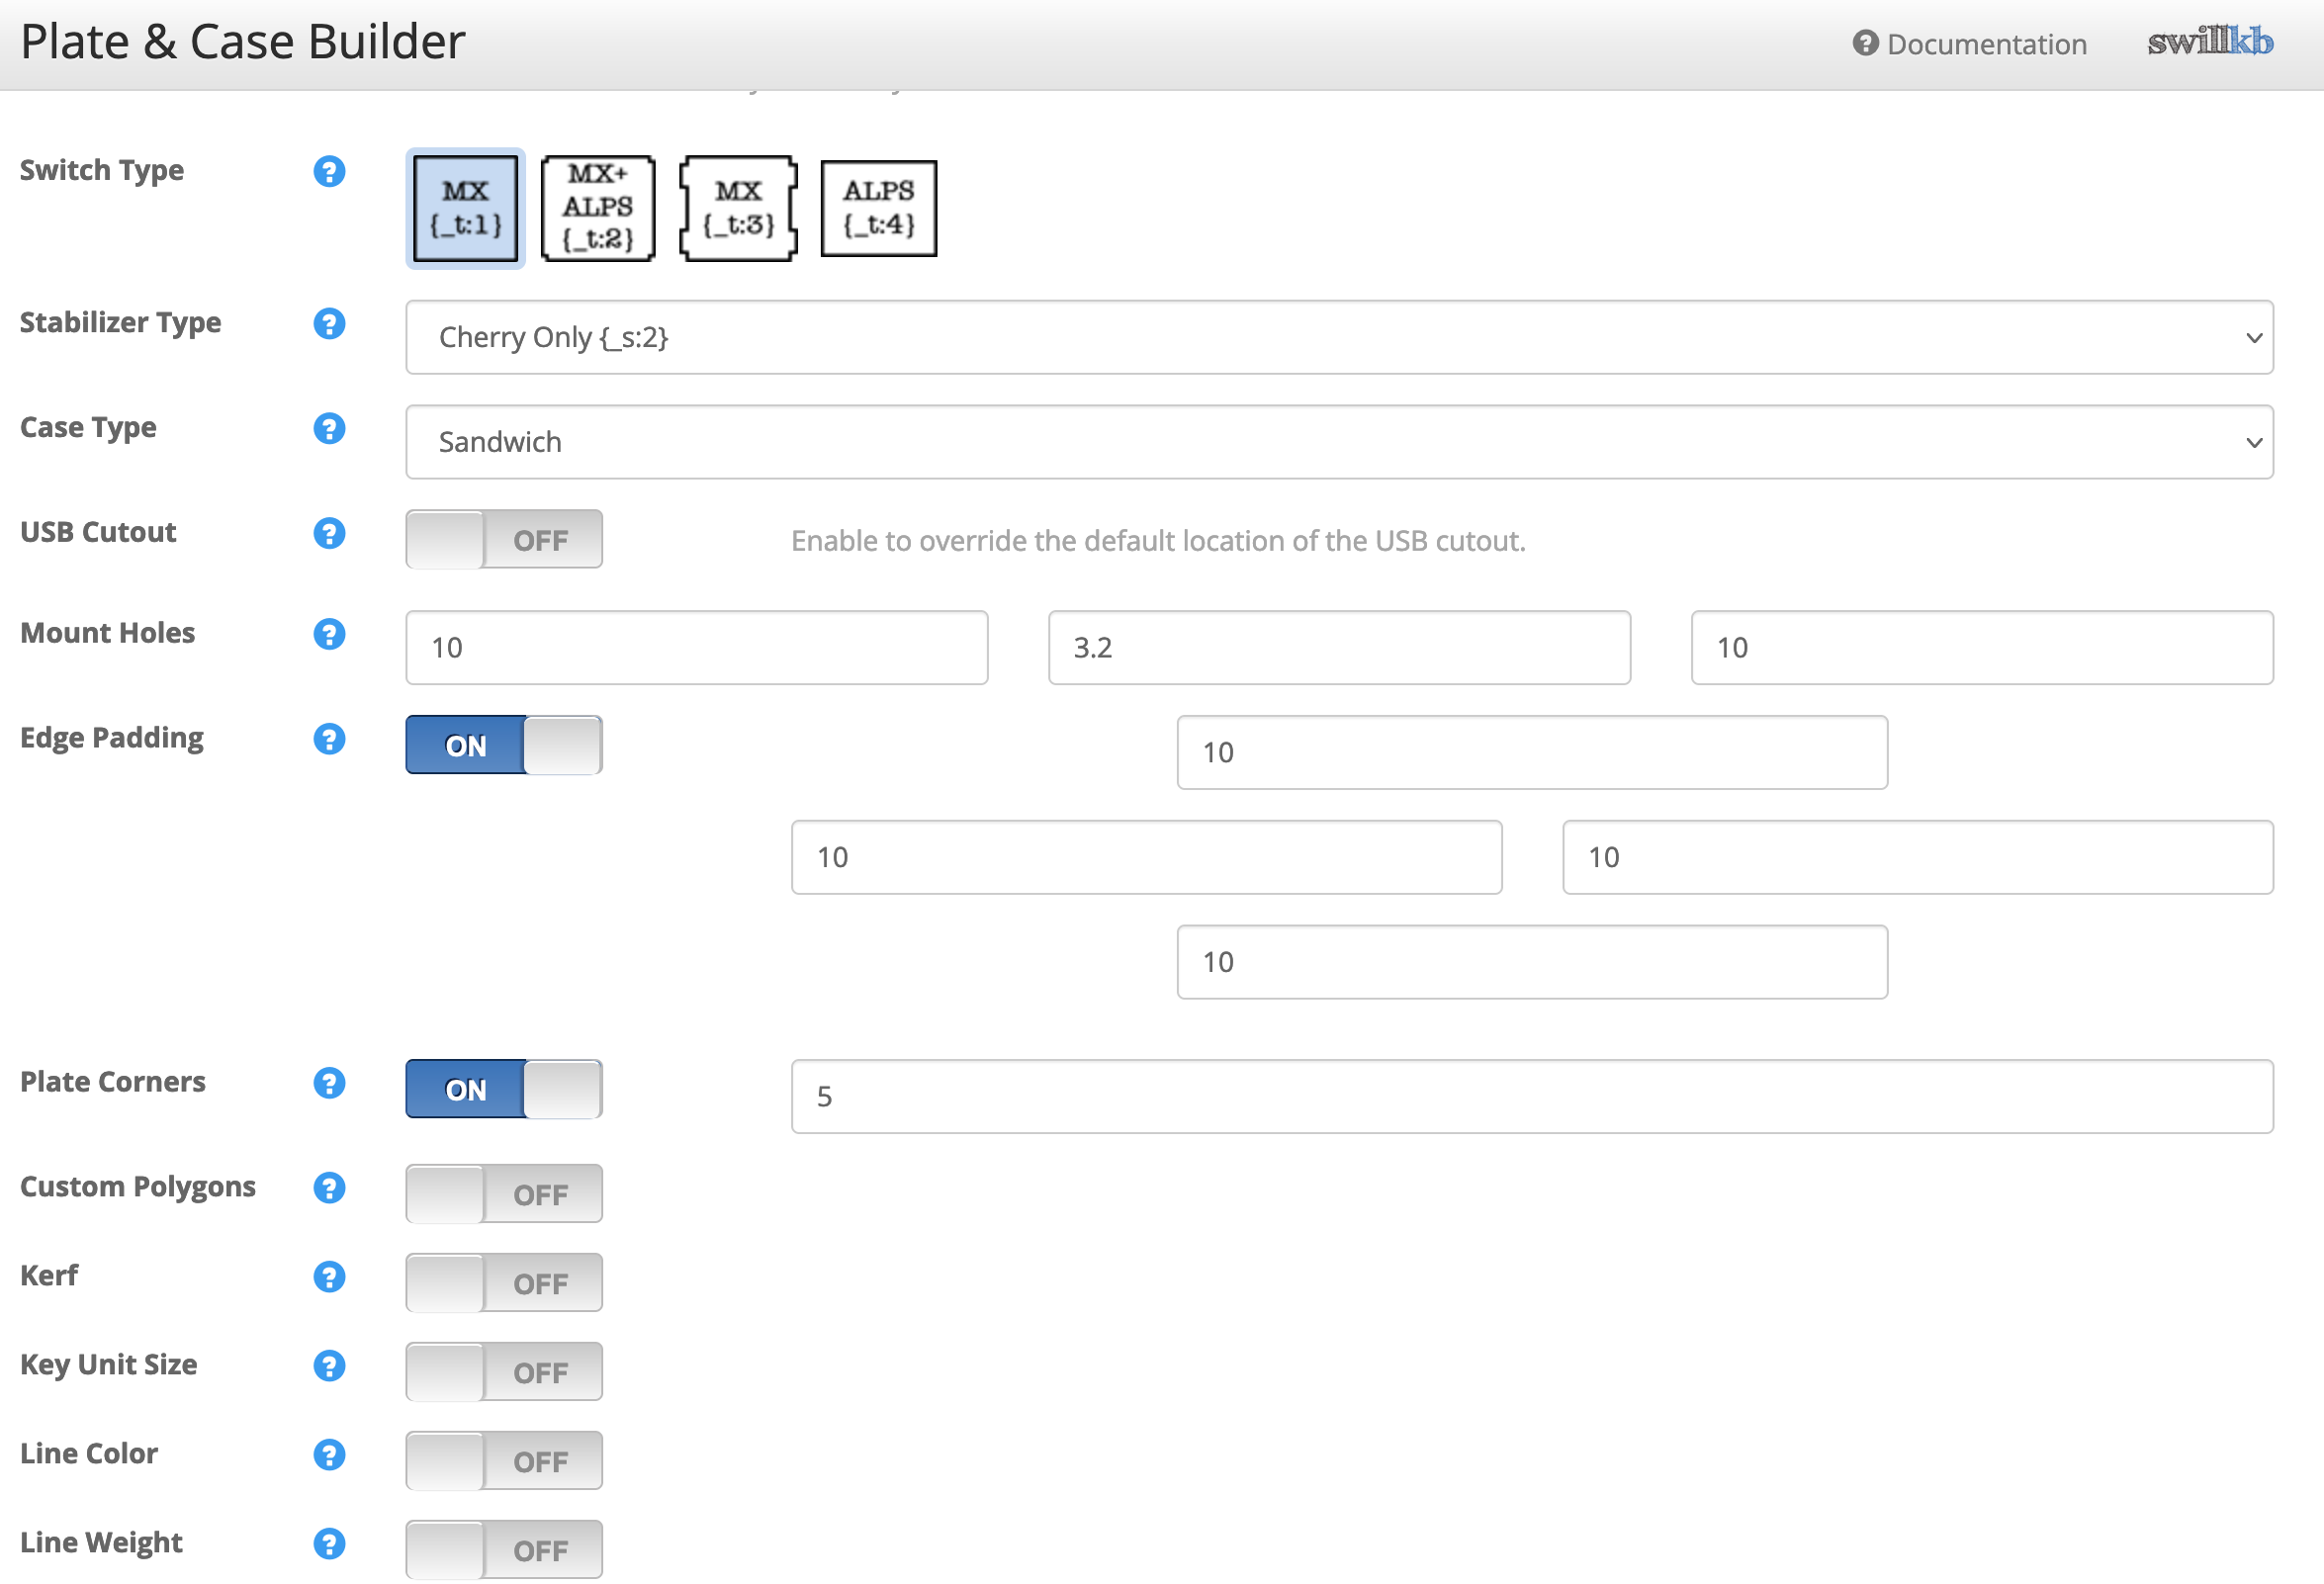 Plate & Case Builder
Documentation
swillkb
Switch Type
MX
{_t:1}
MX+
ALPS
{_t:2}
MX
{_t:3}
ALPS
{_t:4}
Stabilizer Type
Cherry Only {_s:2}
Case Type
Sandwich
USB Cutout
OFF
Enable to override the default location of the USB cutout.
Mount Holes
10
3.2
10
Edge Padding
ON
10
10
10
10
Plate Corners
ON
5
Custom Polygons
OFF
Kerf
OFF
Key Unit Size
OFF
Line Color
OFF
Line Weight
OFF